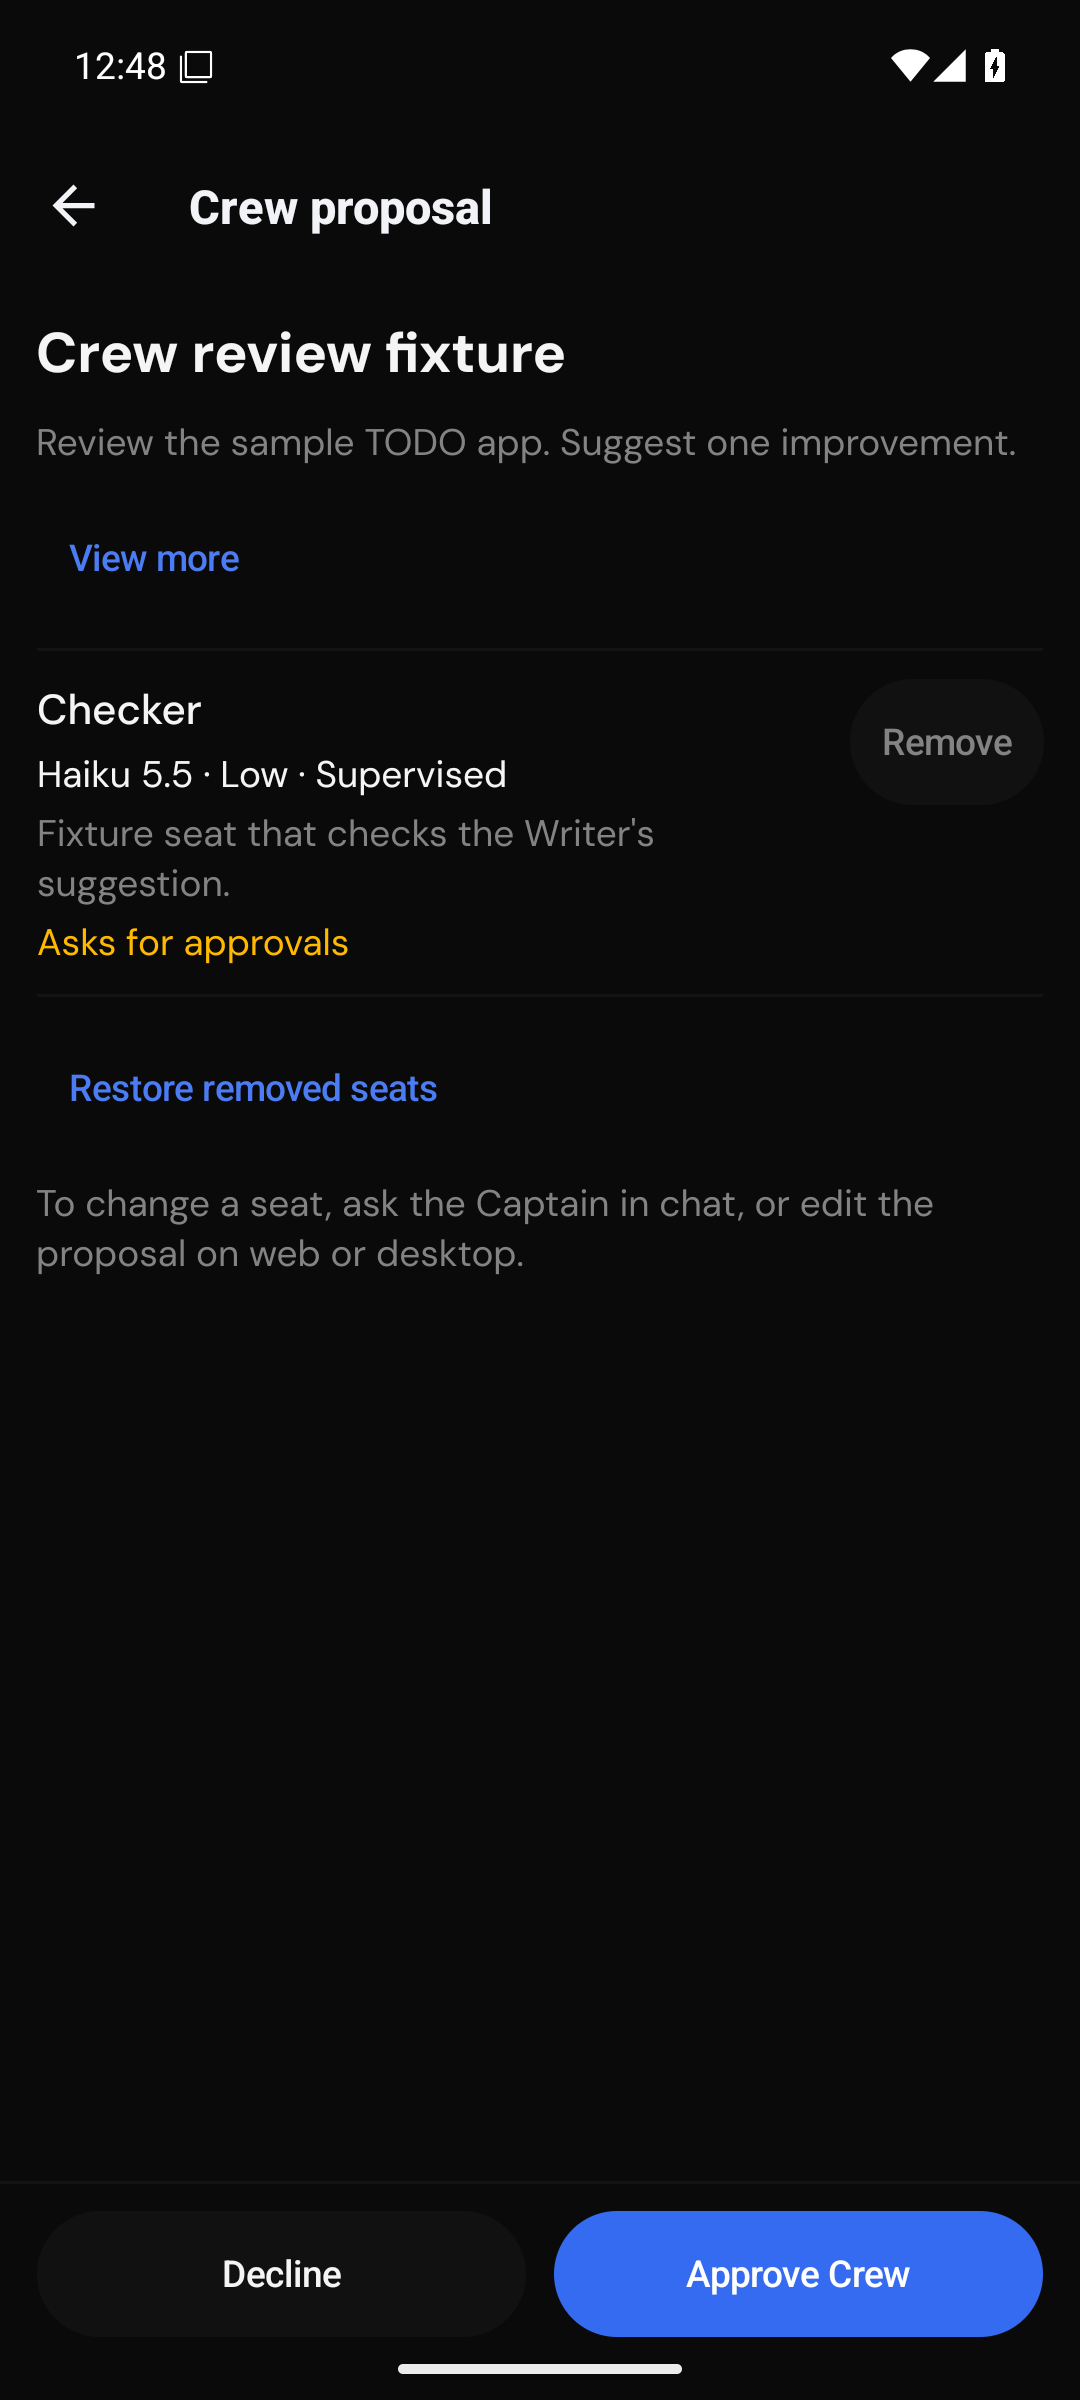 12:48
Crew proposal
Crew review fixture
Review the sample TODO app. Suggest one improvement.
View more
Checker
Remove
Haiku 5.5 · Low · Supervised
Fixture seat that checks the Writer's
suggestion.
Asks for approvals
Restore removed seats
To change a seat, ask the Captain in chat, or edit the
proposal on web or desktop.
Decline
Approve Crew